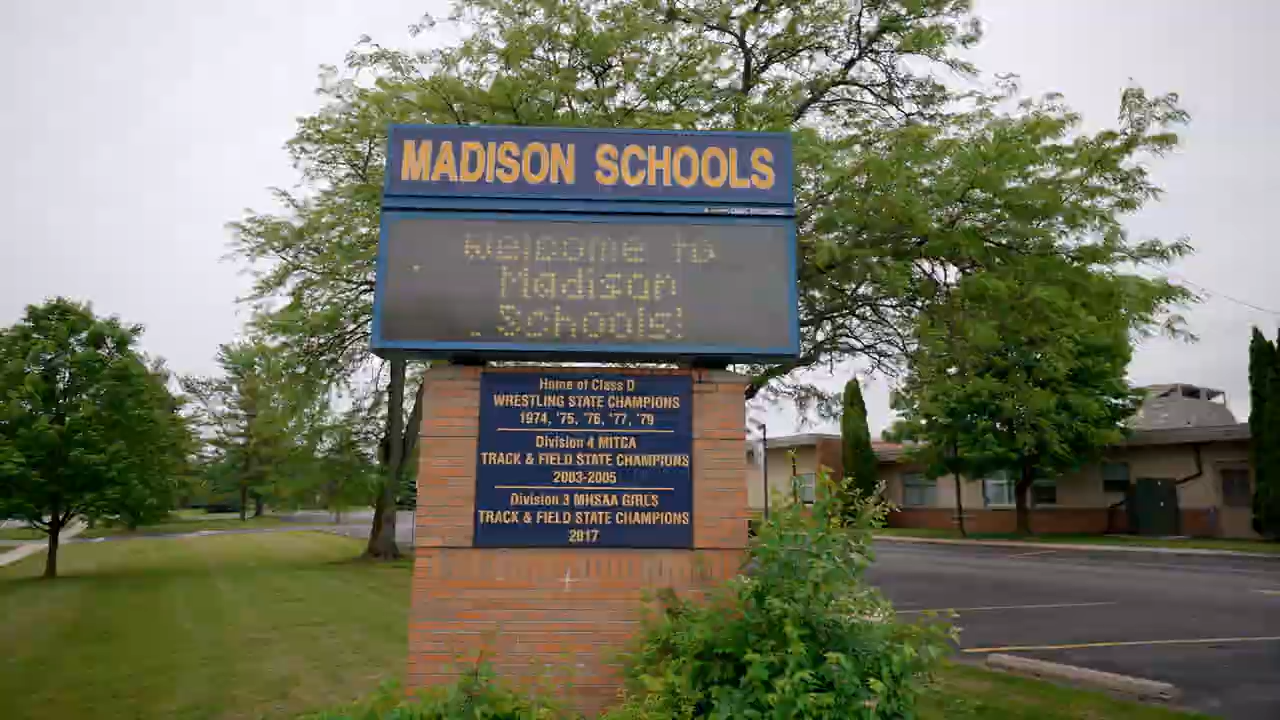 MADISON SCHOOLS
Welcome to
Madison
Schools!
Home of Class D
WRESTLING STATE CHAMPIONS
1974, '75, '76, '77, '79
Division 4 MITCA
TRACK & FIELD STATE CHAMPIONS
2003-2005
Division 3 MHSAA GIRLS
TRACK & FIELD STATE CHAMPIONS
2017